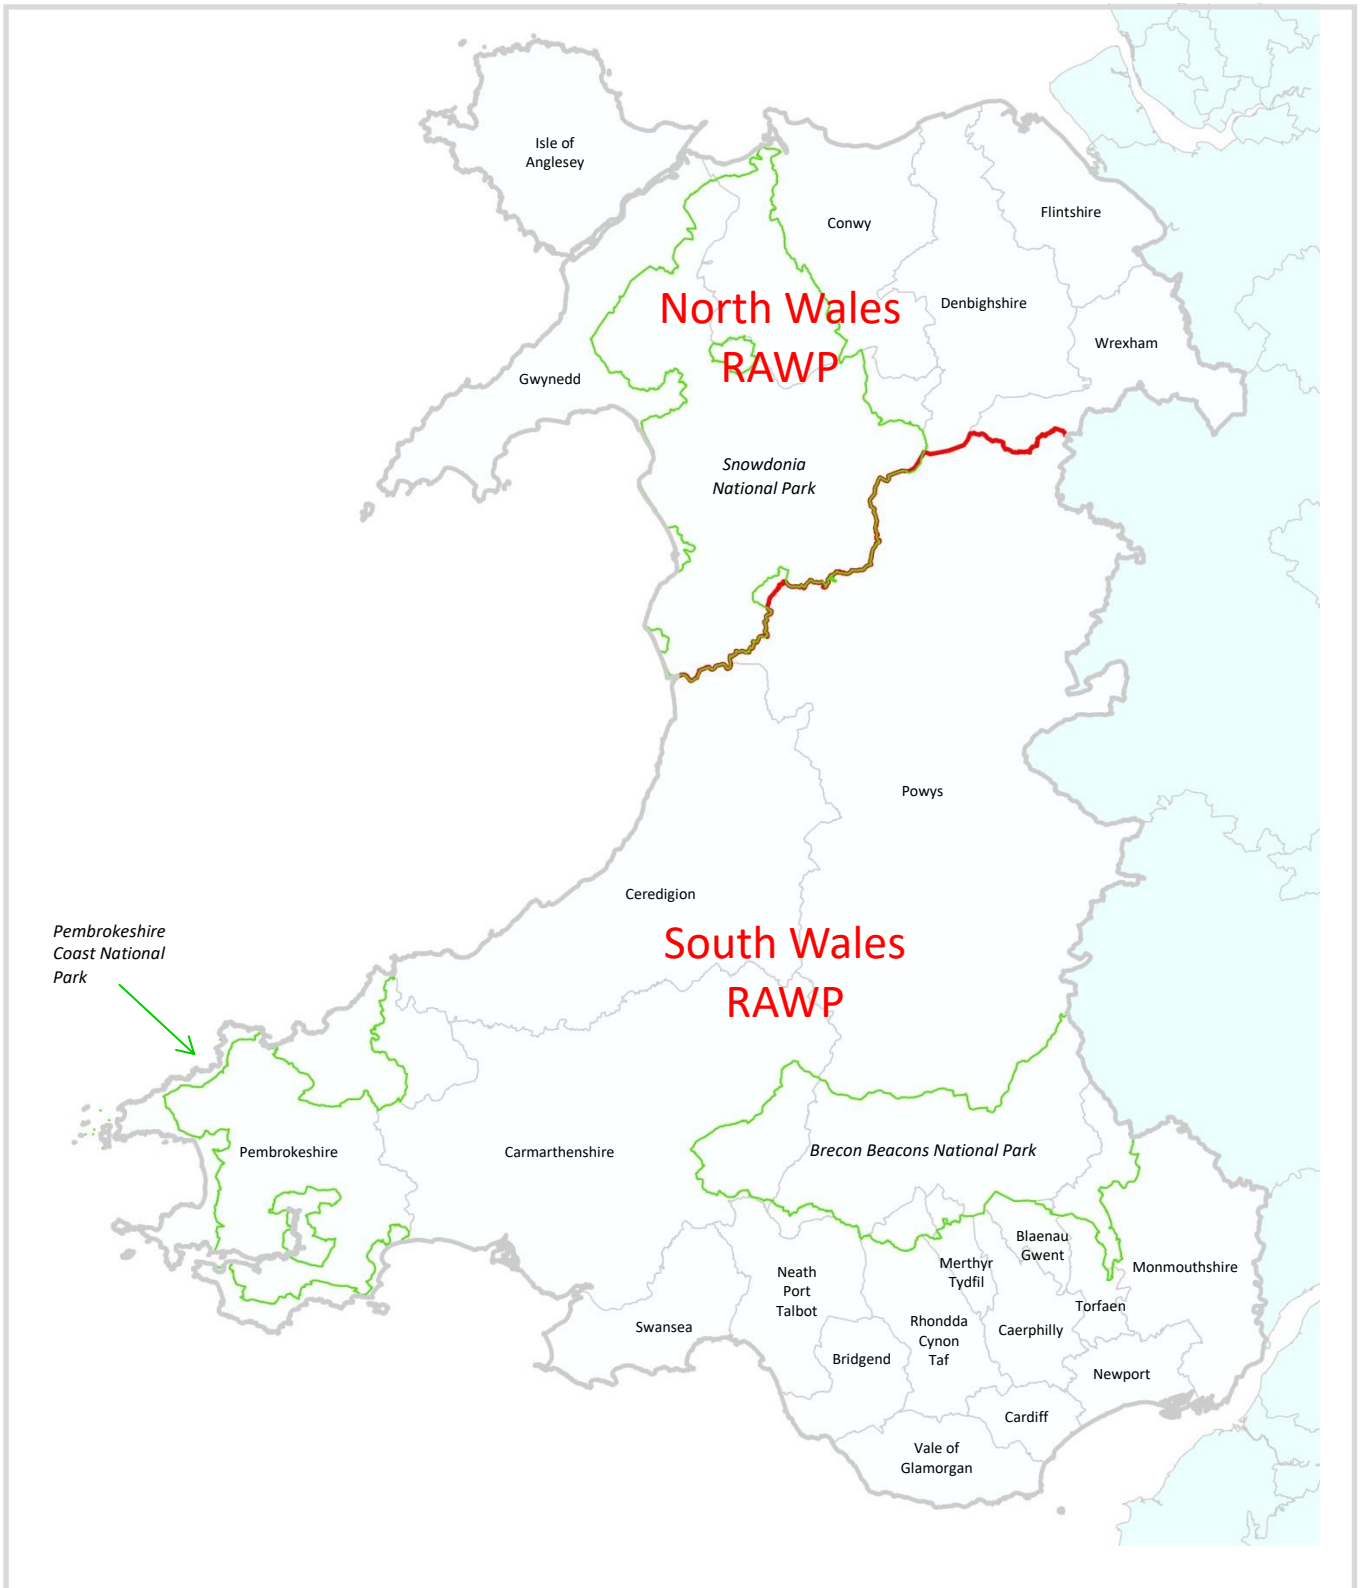 Isle of
Anglesey
Conwy
Flintshire
Denbighshire
North Wales
RAWP
Wrexham
Gwynedd
Snowdonia
National Park
Powys
Ceredigion
South Wales
RAWP
Pembrokeshire
Coast National
Park
Pembrokeshire
Carmarthenshire
Brecon Beacons National Park
Blaenau
Gwent
Monmouthshire
Merthyr
Tydfil
Neath
Port
Talbot
Torfaen
Swansea
Rhondda
Cynon
Taf
Caerphilly
Bridgend
Newport
Cardiff
Vale of
Glamorgan